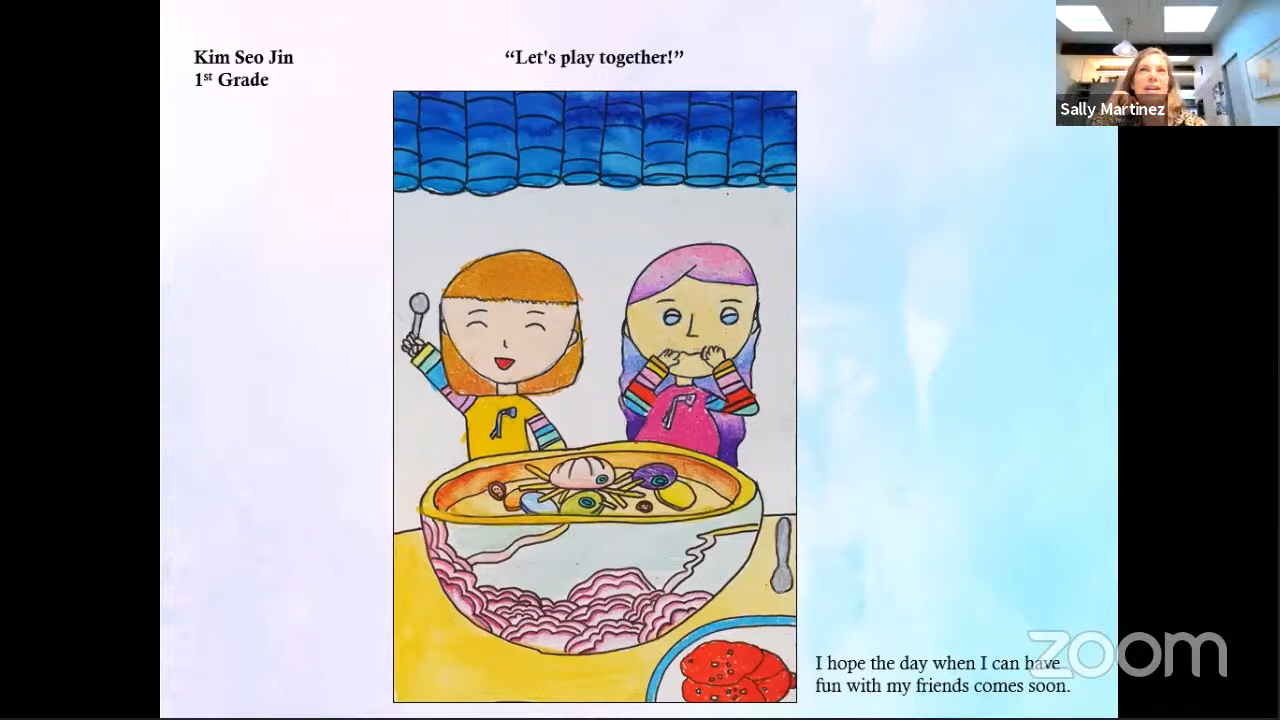 Kim Seo Jin
1st Grade
“Let's play together!”
Sally Martinez
I hope the day when I can have
fun with my friends comes soon.
zoom